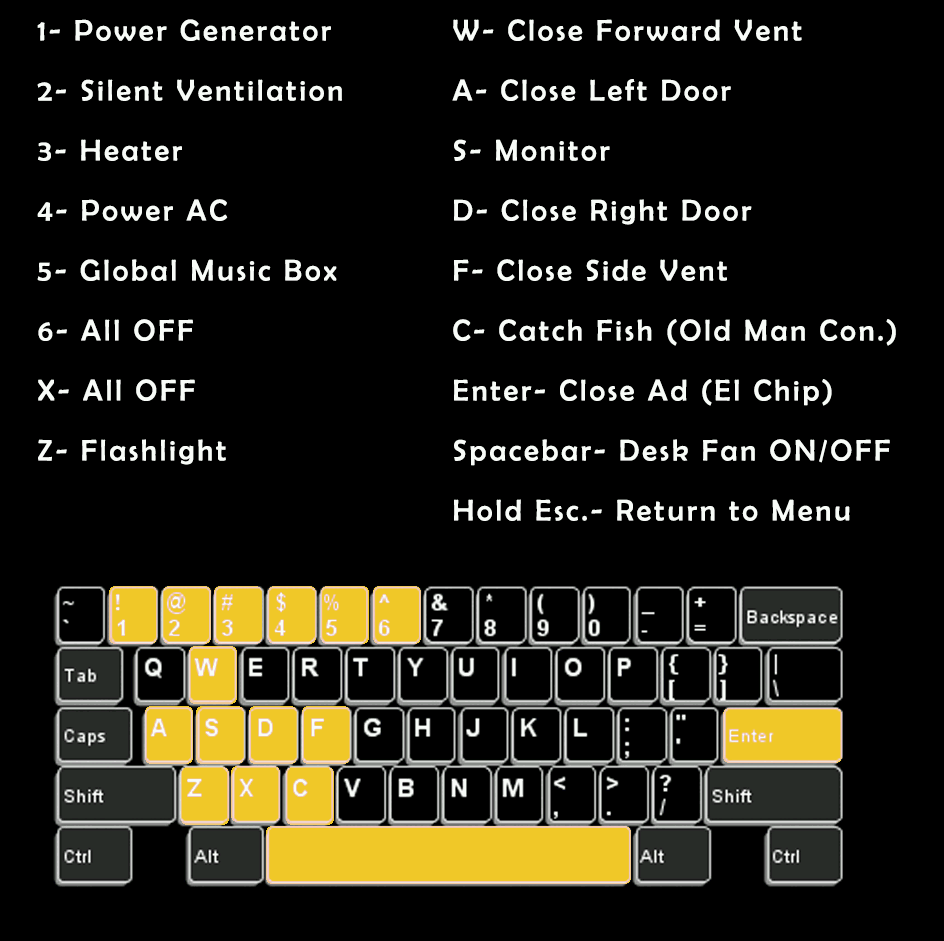 1- Power Generator
2- Silent Ventilation
3- Heater
4- Power AC
5- Global Music Box
6- All OFF
X- All OFF
Z- Flashlight
W- Close Forward Vent
A- Close Left Door
S- Monitor
D- Close Right Door
F- Close Side Vent
C- Catch Fish (Old Man Con.)
Enter- Close Ad (El Chip)
Spacebar- Desk Fan ON/OFF
Hold Esc.- Return to Menu
~ ! @ # $ % ^ & * ( ) _ +
` 1 2 3 4 5 6 7 8 9 0 - = Backspace
Tab Q W E R T Y U I O P { } |
[ ] \
Caps A S D F G H J K L : " Enter
; '
Shift Z X C V B N M < > ? Shift
, . /
Ctrl Alt Alt Ctrl